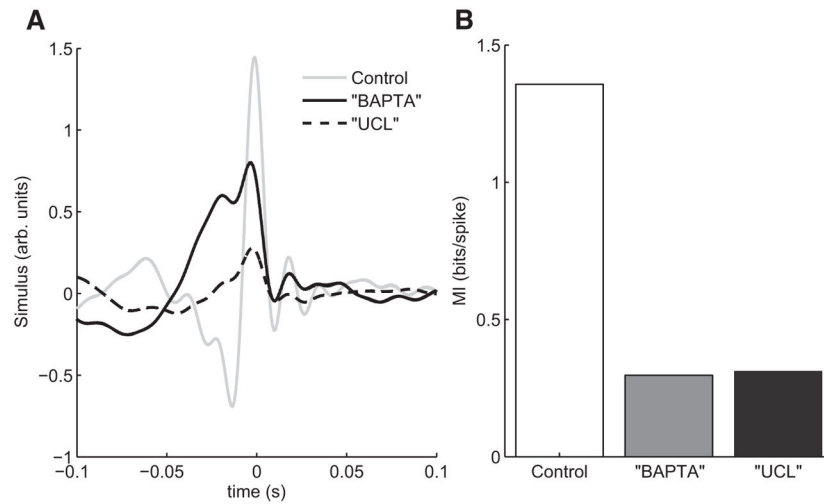 A
B
1.5
1
0.5
0
−0.5
−1
Simulus (arb. units)
Control
"BAPTA"
"UCL"
−0.1
−0.05
0
0.05
0.1
time (s)
1.5
1
0.5
0
MI (bits/spike)
Control
"BAPTA"
"UCL"